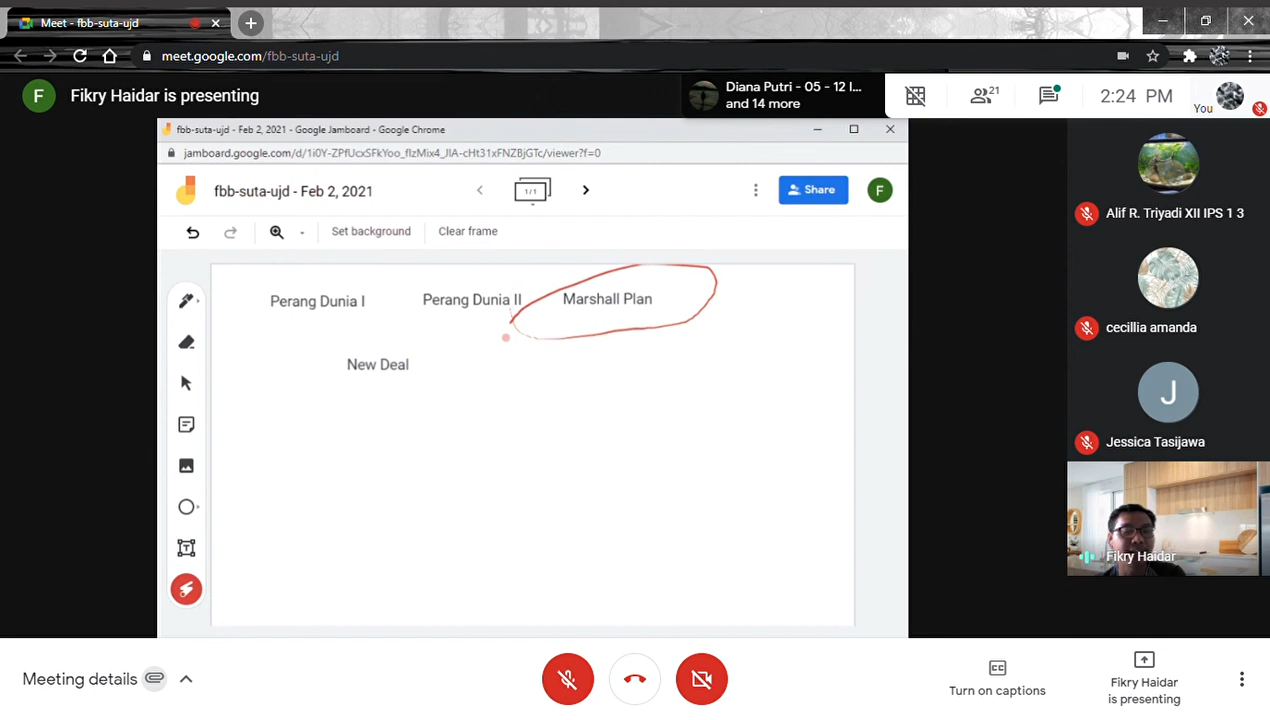 Meet - fbb-suta-ujd
meet.google.com/fbb-suta-ujd
F
Fikry Haidar is presenting
Diana Putri - 05 - 12 I...
and 14 more
21
2:24 PM
You
fbb-suta-ujd - Feb 2, 2021 - Google Jamboard - Google Chrome
jamboard.google.com/d/1i0Y-ZPfUcxSFkYoo_fIzMix4_JIA-cHt31xFNZBjGTc/viewer?f=0
fbb-suta-ujd - Feb 2, 2021
1/1
Share
F
Set background
Clear frame
Perang Dunia I
Perang Dunia II
Marshall Plan
New Deal
Alif R. Triyadi XII IPS 1 3
cecillia amanda
J
Jessica Tasijawa
Fikry Haidar
Meeting details
CC
Turn on captions
Fikry Haidar
is presenting